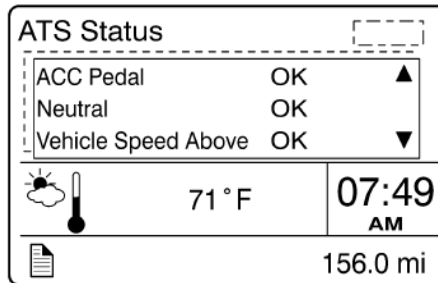 ATS Status
ACC Pedal OK
Neutral OK
Vehicle Speed Above OK
71°F
07:49
AM
156.0 mi